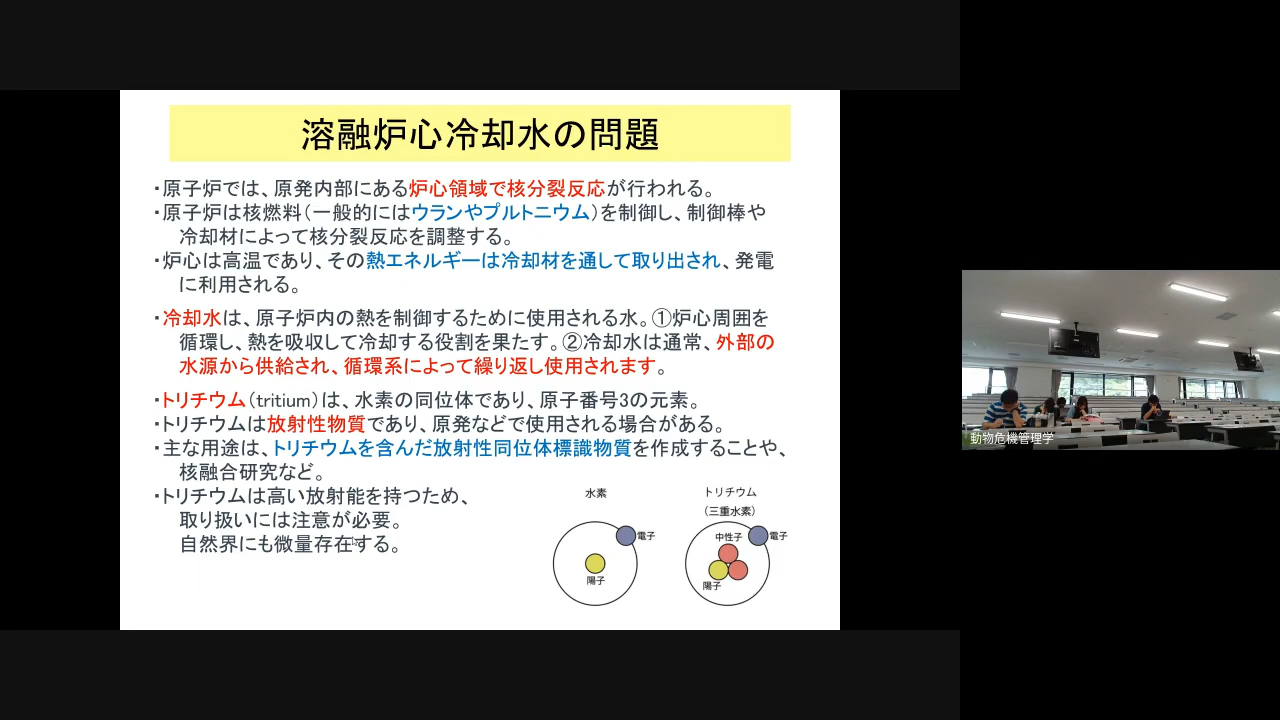 溶融炉心冷却水の問題
・原子炉では、原発内部にある炉心領域で核分裂反応が行われる。
・原子炉は核燃料(一般的にはウランやプルトニウム)を制御し、制御棒や
冷却材によって核分裂反応を調整する。
・炉心は高温であり、その熱エネルギーは冷却材を通して取り出され、発電
に利用される。
・冷却水は、原子炉内の熱を制御するために使用される水。①炉心周囲を
循環し、熱を吸収して冷却する役割を果たす。②冷却水は通常、外部の
水源から供給され、循環系によって繰り返し使用されます。
・トリチウム(tritium)は、水素の同位体であり、原子番号3の元素。
・トリチウムは放射性物質であり、原発などで使用される場合がある。
・主な用途は、トリチウムを含んだ放射性同位体標識物質を作成することや、
核融合研究など。
・トリチウムは高い放射能を持つため、
取り扱いには注意が必要。
自然界にも微量存在する。
水素
電子
陽子
トリチウム
(三重水素)
中性子
電子
陽子
動物危機管理学